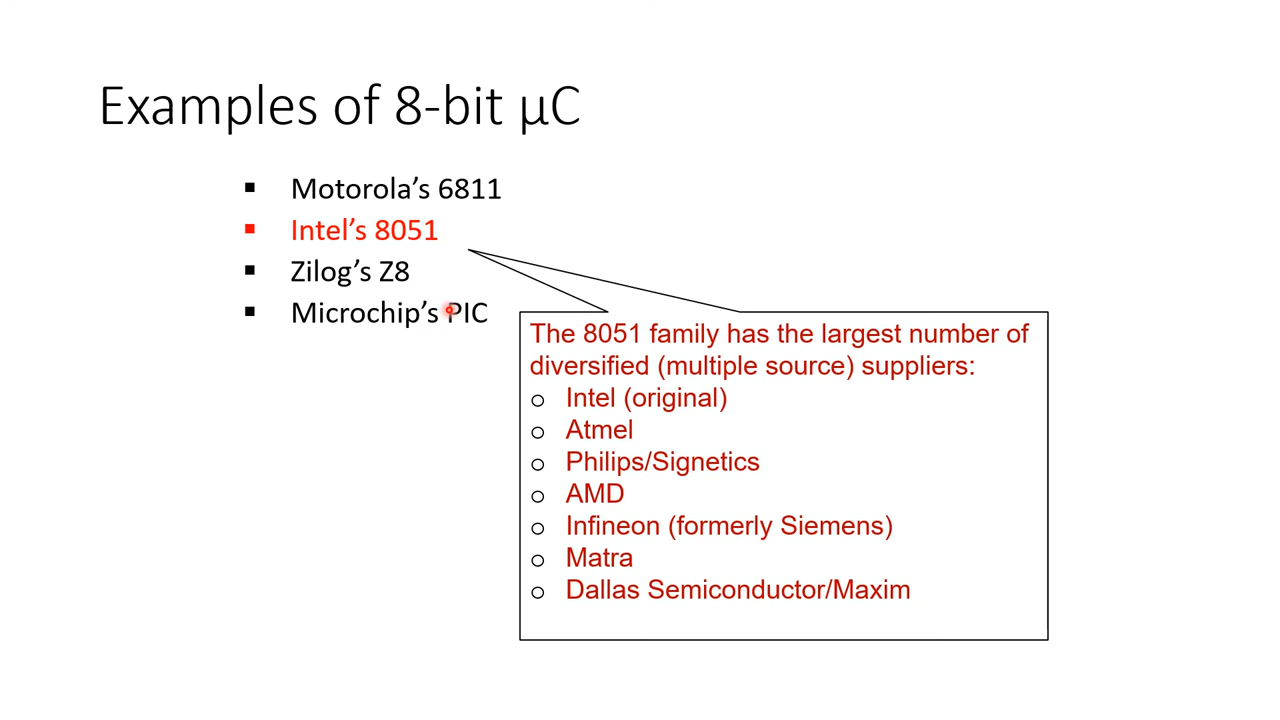 Examples of 8-bit µC
▪ Motorola’s 6811
▪ Intel’s 8051
▪ Zilog’s Z8
▪ Microchip’s PIC
The 8051 family has the largest number of
diversified (multiple source) suppliers:
o Intel (original)
o Atmel
o Philips/Signetics
o AMD
o Infineon (formerly Siemens)
o Matra
o Dallas Semiconductor/Maxim